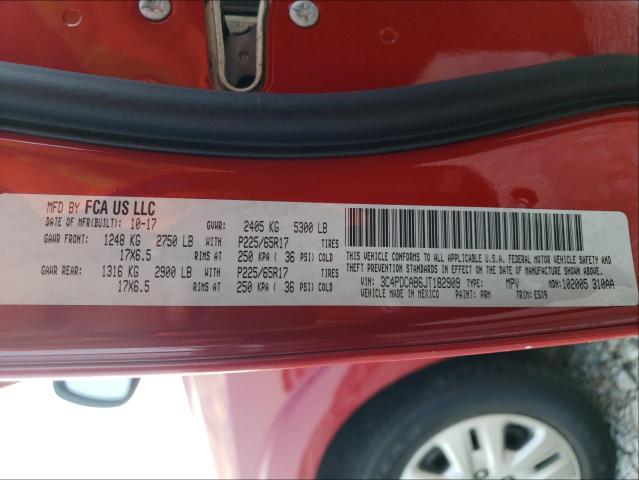 MFD BY FCA US LLC
DATE OF MFR(BUILT): 10-17 GVWR: 2405 KG 5300 LB
GAWR FRONT: 1248 KG 2750 LB WITH P225/65R17 TIRES
17X6.5 RIMS AT 250 KPA ( 36 PSI) COLD
GAWR REAR: 1316 KG 2900 LB WITH P225/65R17 TIRES
17X6.5 RIMS AT 250 KPA ( 36 PSI) COLD
THIS VEHICLE CONFORMS TO ALL APPLICABLE U.S.A. FEDERAL MOTOR VEHICLE
SAFETY, BUMPER AND THEFT PREVENTION STANDARDS IN EFFECT ON THE
DATE OF MANUFACTURE SHOWN ABOVE.
VIN: 3C4PDCAB6JT182909 TYPE: MPV MDH: 102005 310AA
VEHICLE MADE IN MEXICO PAINT: PRM TRIM: E5X9